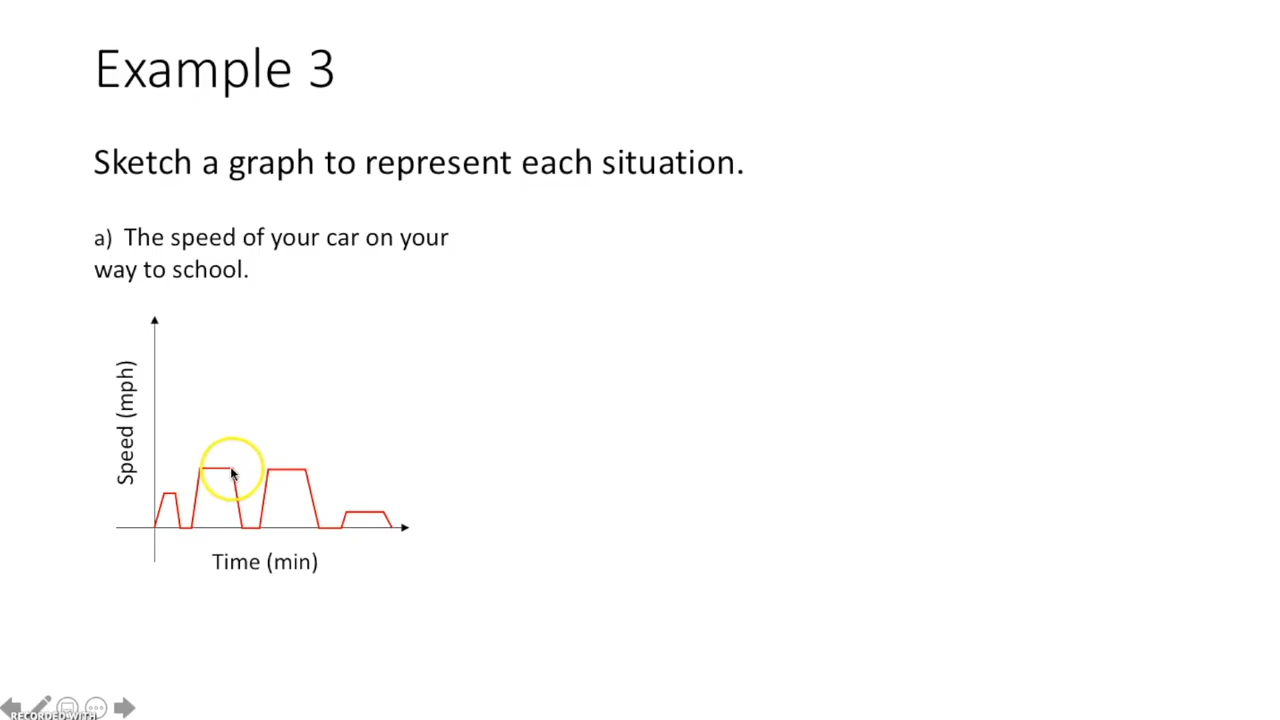 Example 3
Sketch a graph to represent each situation.
a) The speed of your car on your
way to school.
Speed (mph)
Time (min)
RECORDED WITH